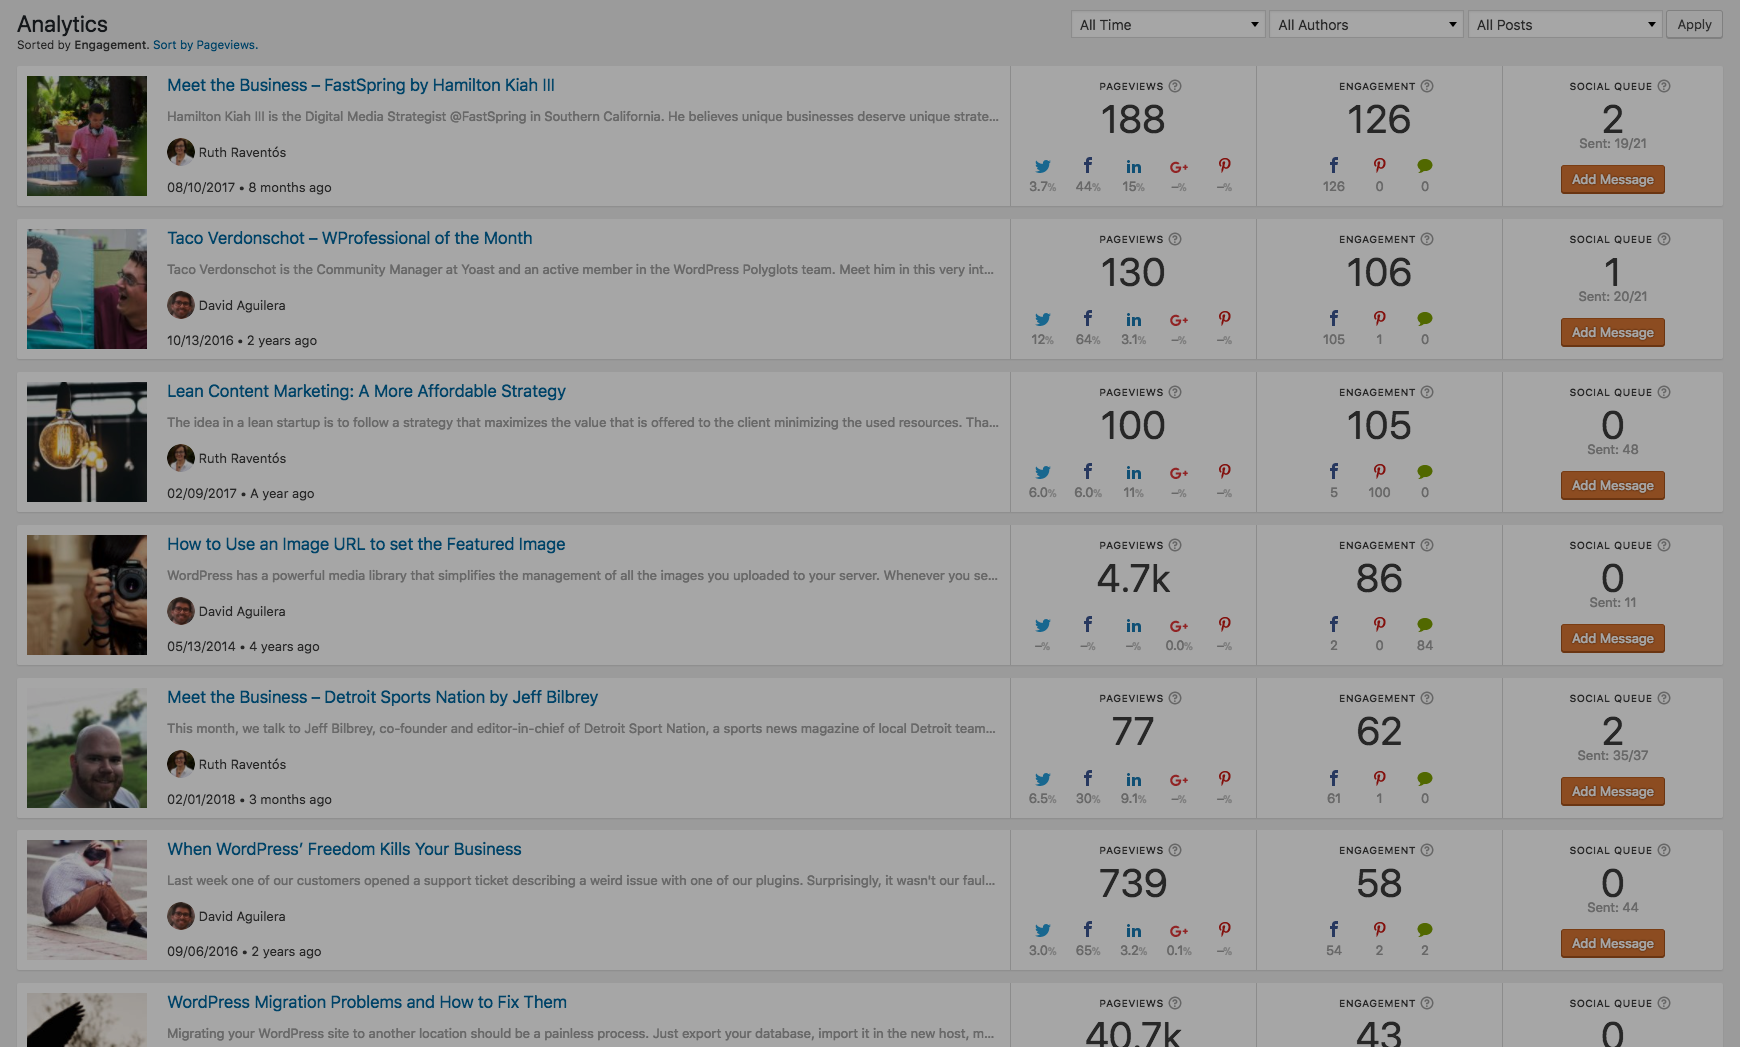 Analytics
Sorted by Engagement. Sort by Pageviews.
All Time
All Authors
All Posts
Apply
Meet the Business – FastSpring by Hamilton Kiah III
Hamilton Kiah III is the Digital Media Strategist @FastSpring in Southern California. He believes unique businesses deserve unique strate...
Ruth Raventós
08/10/2017 • 8 months ago
PAGEVIEWS ?
188
3.7% 44% 15% –% –%
ENGAGEMENT ?
126
126 0 0
SOCIAL QUEUE ?
2
Sent: 19/21
Add Message
Taco Verdonschot – WProfessional of the Month
Taco Verdonschot is the Community Manager at Yoast and an active member in the WordPress Polyglots team. Meet him in this very int...
David Aguilera
10/13/2016 • 2 years ago
PAGEVIEWS ?
130
12% 64% 3.1% –% –%
ENGAGEMENT ?
106
105 1 0
SOCIAL QUEUE ?
1
Sent: 20/21
Add Message
Lean Content Marketing: A More Affordable Strategy
The idea in a lean startup is to follow a strategy that maximizes the value that is offered to the client minimizing the used resources. Tha...
Ruth Raventós
02/09/2017 • A year ago
PAGEVIEWS ?
100
6.0% 6.0% 11% –% –%
ENGAGEMENT ?
105
5 100 0
SOCIAL QUEUE ?
0
Sent: 48
Add Message
How to Use an Image URL to set the Featured Image
WordPress has a powerful media library that simplifies the management of all the images you uploaded to your server. Whenever you se...
David Aguilera
05/13/2014 • 4 years ago
PAGEVIEWS ?
4.7k
–% –% –% 0.0% –%
ENGAGEMENT ?
86
2 0 84
SOCIAL QUEUE ?
0
Sent: 11
Add Message
Meet the Business – Detroit Sports Nation by Jeff Bilbrey
This month, we talk to Jeff Bilbrey, co-founder and editor-in-chief of Detroit Sport Nation, a sports news magazine of local Detroit team...
Ruth Raventós
02/01/2018 • 3 months ago
PAGEVIEWS ?
77
6.5% 30% 9.1% –% –%
ENGAGEMENT ?
62
61 1 0
SOCIAL QUEUE ?
2
Sent: 35/37
Add Message
When WordPress’ Freedom Kills Your Business
Last week one of our customers opened a support ticket describing a weird issue with one of our plugins. Surprisingly, it wasn't our faul...
David Aguilera
09/06/2016 • 2 years ago
PAGEVIEWS ?
739
3.0% 65% 3.2% 0.1% –%
ENGAGEMENT ?
58
54 2 2
SOCIAL QUEUE ?
0
Sent: 44
Add Message
WordPress Migration Problems and How to Fix Them
Migrating your WordPress site to another location should be a painless process. Just export your database, import it in the new host, m...
PAGEVIEWS ?
40.7k
ENGAGEMENT ?
43
SOCIAL QUEUE ?
0